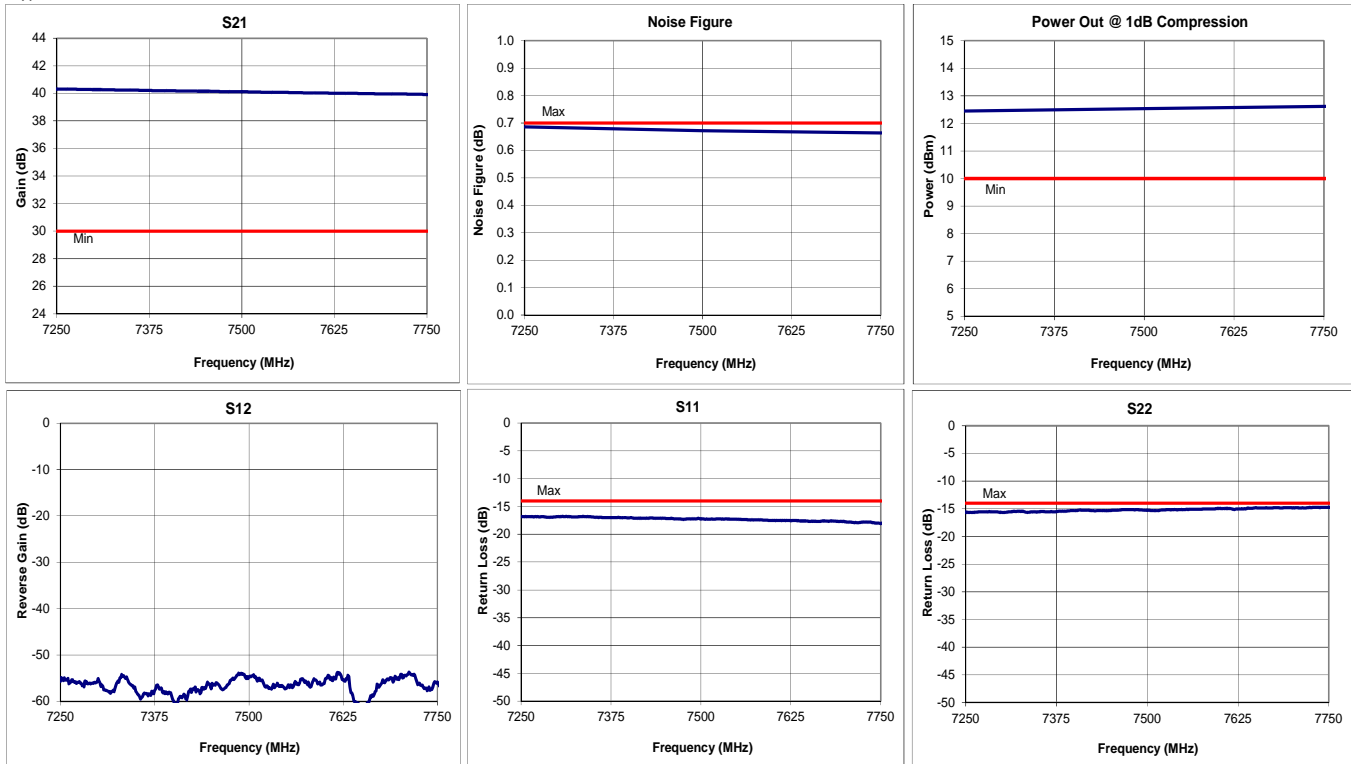 S21
44
42
40
38
36
34
32
30
28
26
24
Gain (dB)
Min
7250 7375 7500 7625 7750
Frequency (MHz)
Noise Figure
1.0
0.9
0.8
0.7
0.6
0.5
0.4
0.3
0.2
0.1
0.0
Noise Figure (dB)
Max
7250 7375 7500 7625 7750
Frequency (MHz)
Power Out @ 1dB Compression
15
14
13
12
11
10
9
8
7
6
5
Power (dBm)
Min
7250 7375 7500 7625 7750
Frequency (MHz)
S12
0
-10
-20
-30
-40
-50
-60
Reverse Gain (dB)
7250 7375 7500 7625 7750
Frequency (MHz)
S11
0
-5
-10
-15
-20
-25
-30
-35
-40
-45
-50
Return Loss (dB)
Max
7250 7375 7500 7625 7750
Frequency (MHz)
S22
0
-5
-10
-15
-20
-25
-30
-35
-40
-45
-50
Return Loss (dB)
Max
7250 7375 7500 7625 7750
Frequency (MHz)